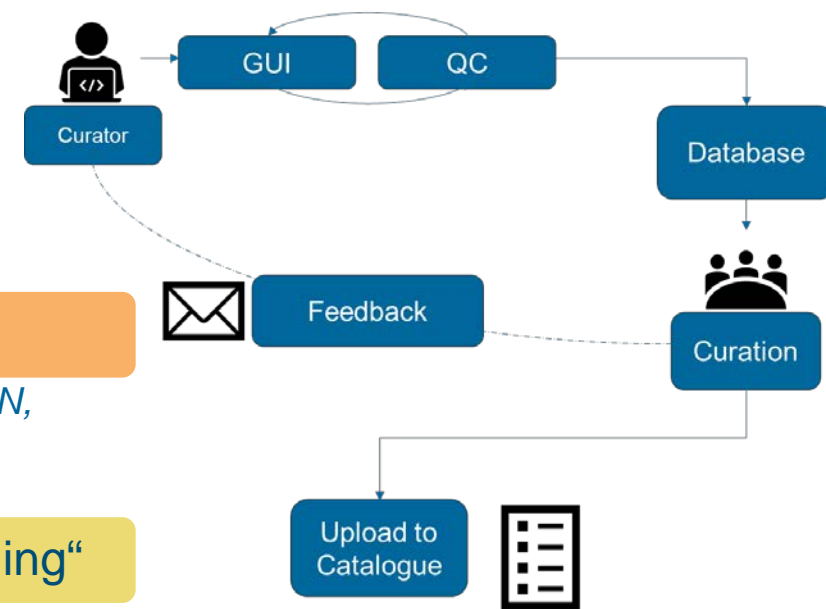 GUI
QC
</>
Curator
Database
Feedback
N,
Curation
ing“
Upload to
Catalogue